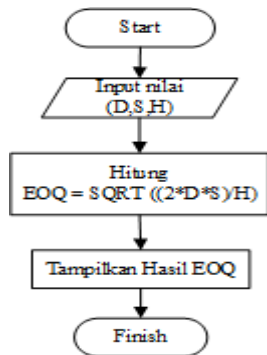 Start
Input nilai
(D,S,H)
Hitung
EOQ = SQRT ((2*D*S)/H)
Tampilkan Hasil EOQ
Finish